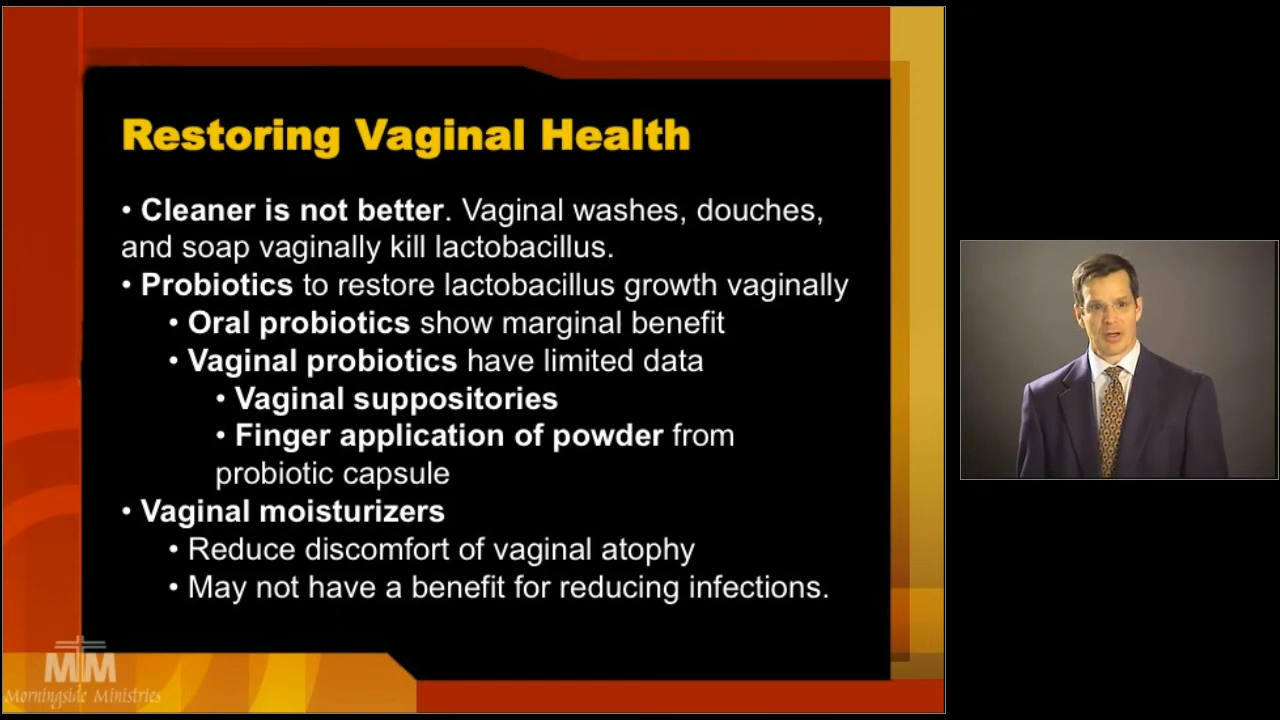 Restoring Vaginal Health
• Cleaner is not better. Vaginal washes, douches,
and soap vaginally kill lactobacillus.
• Probiotics to restore lactobacillus growth vaginally
• Oral probiotics show marginal benefit
• Vaginal probiotics have limited data
• Vaginal suppositories
• Finger application of powder from
probiotic capsule
• Vaginal moisturizers
• Reduce discomfort of vaginal atophy
• May not have a benefit for reducing infections.
MM
Morningside Ministries